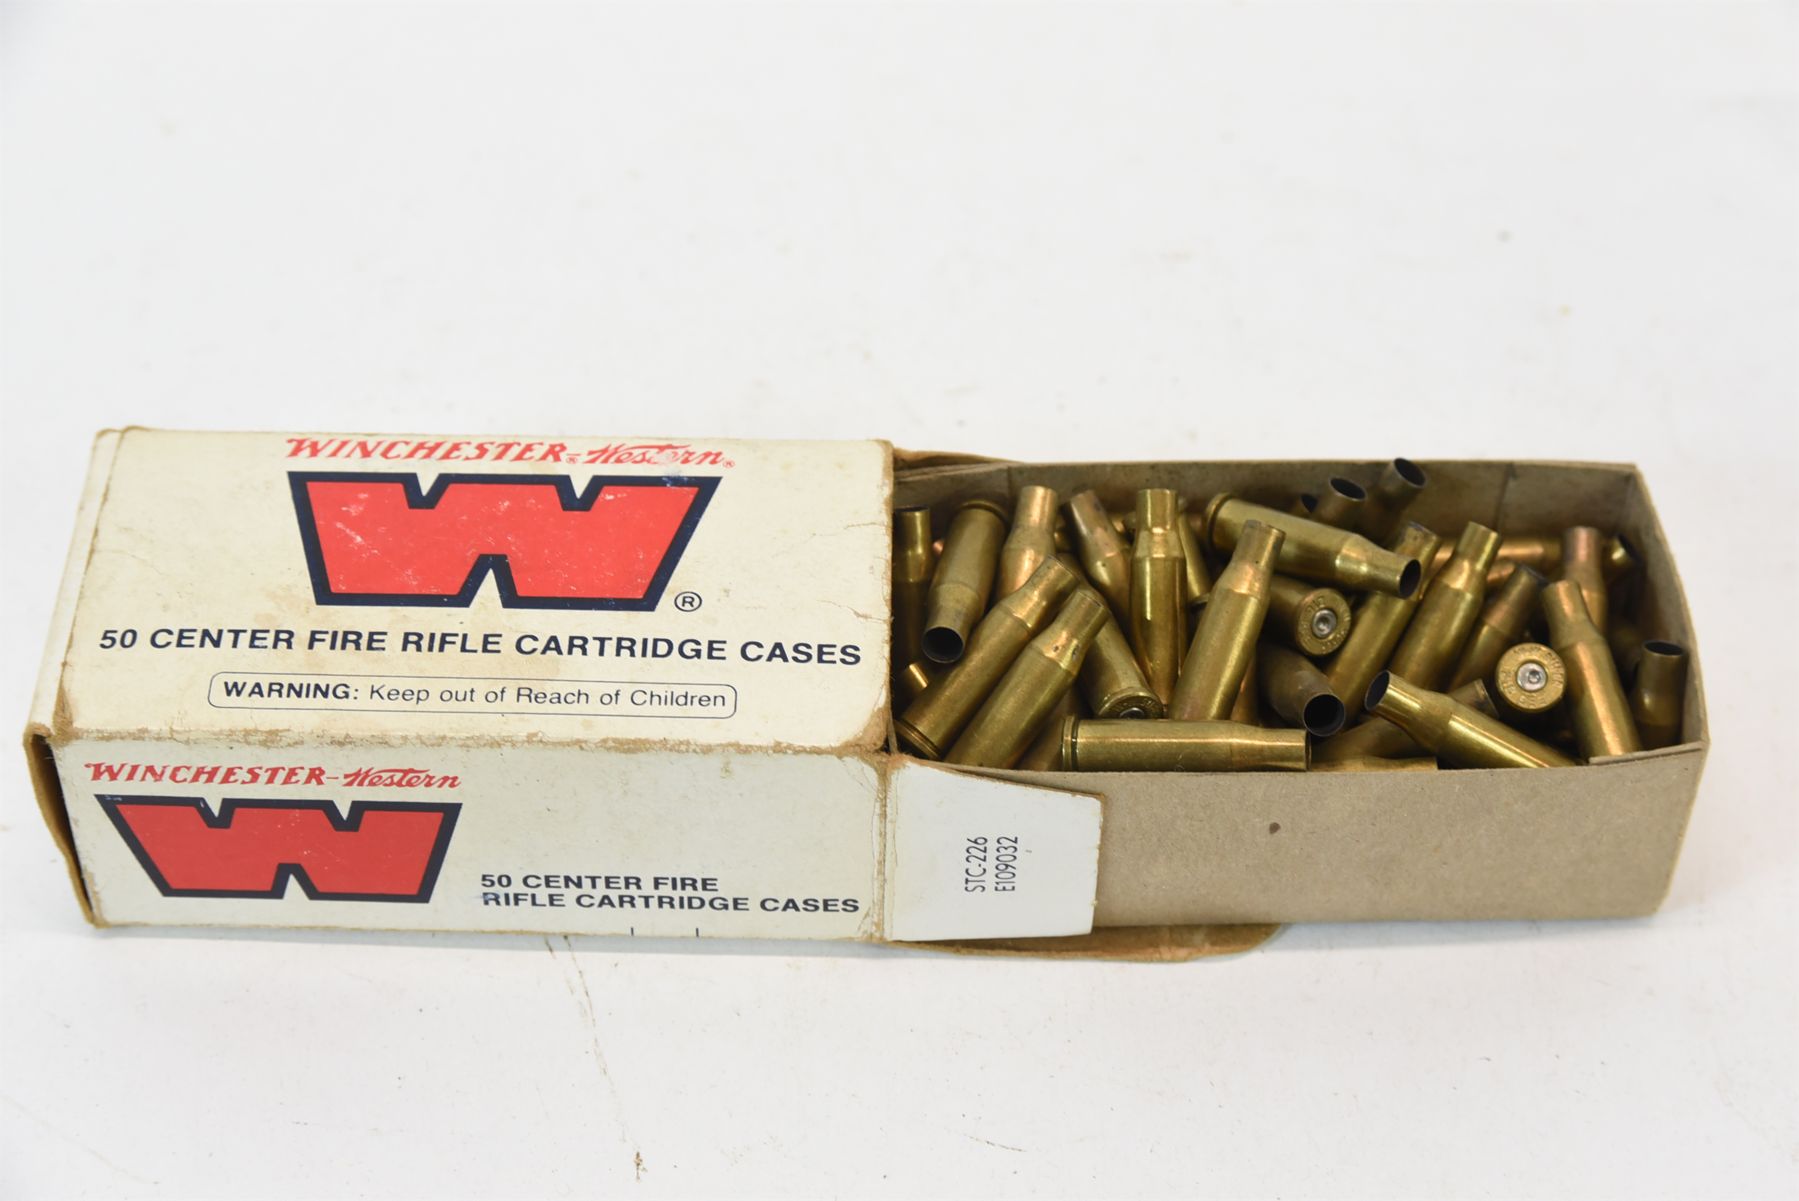 WINCHESTER®-Western®
W®
50 CENTER FIRE RIFLE CARTRIDGE CASES
WARNING: Keep out of Reach of Children
WINCHESTER-Western
W
50 CENTER FIRE
RIFLE CARTRIDGE CASES
STC-226
E109032